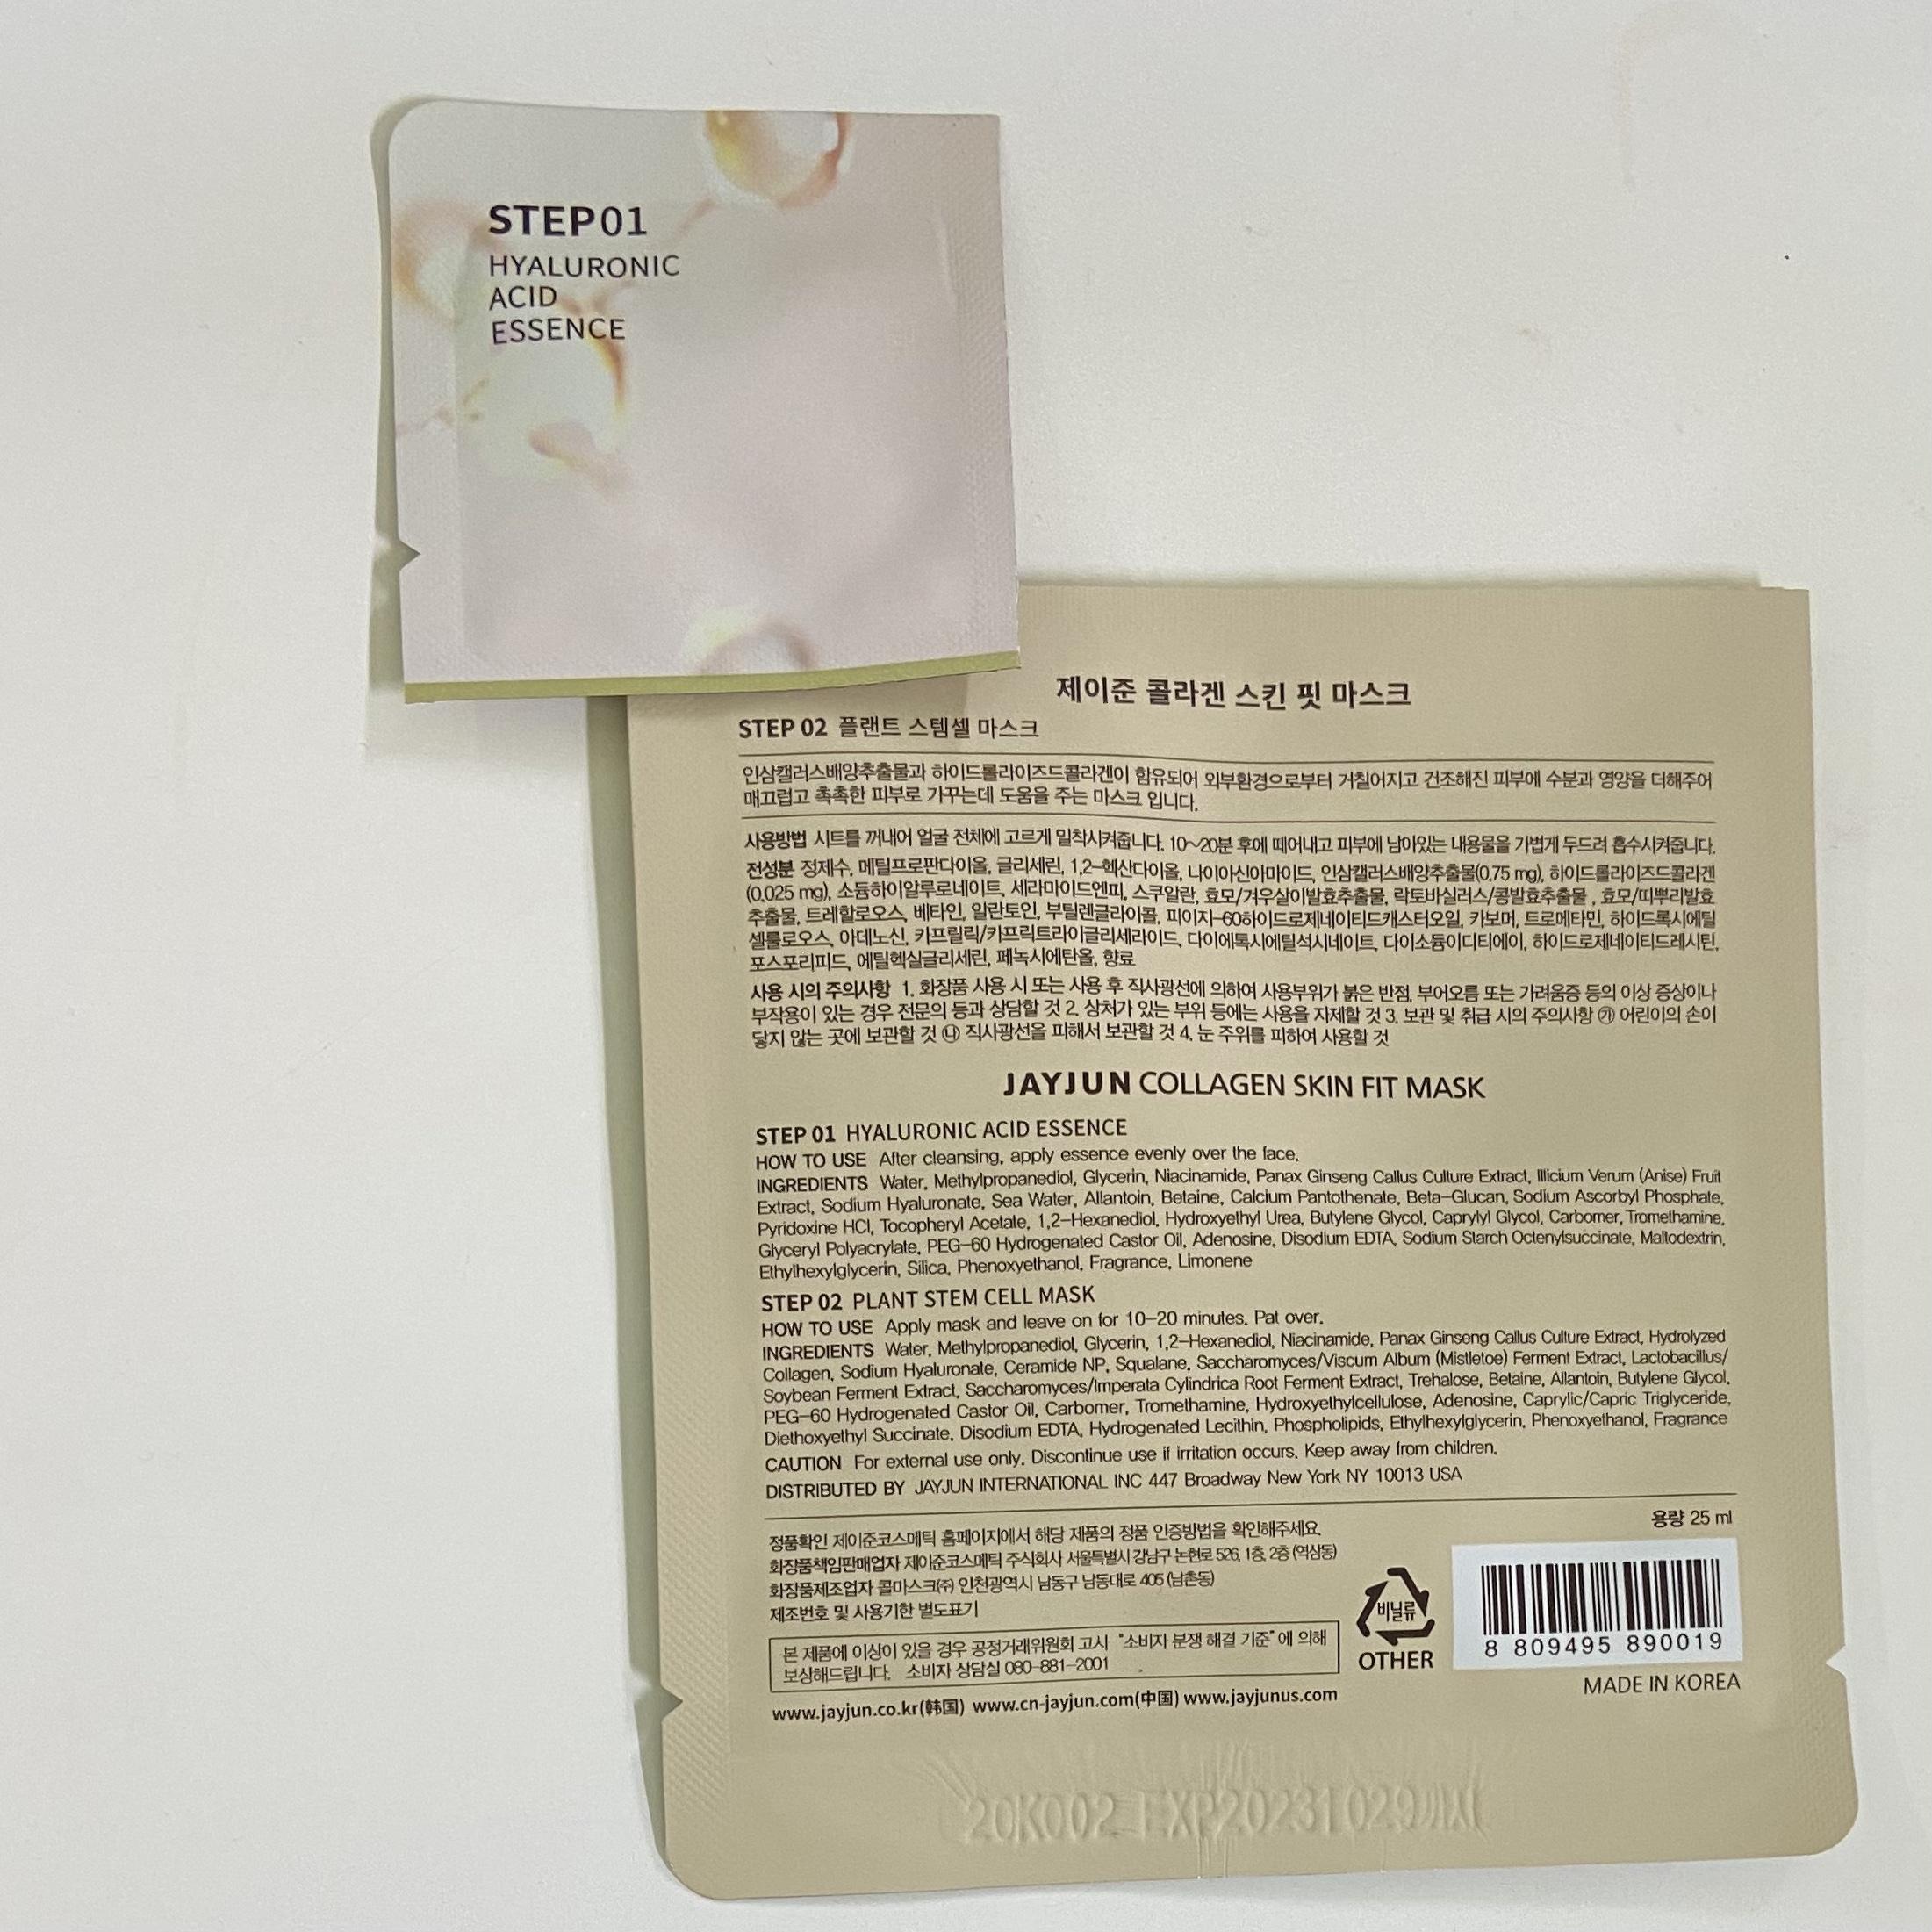 STEP01
HYALURONIC
ACID
ESSENCE
제이준 콜라겐 스킨 핏 마스크
STEP 02 플랜트 스템셀 마스크
인삼캘러스배양추출물과 하이드롤라이즈드콜라겐이 함유되어 외부환경으로부터 거칠어지고 건조해진 피부에 수분과 영양을 더해주어
매끄럽고 촉촉한 피부로 가꾸는데 도움을 주는 마스크 입니다.
사용방법 시트를 꺼내어 얼굴 전체에 고르게 밀착시켜줍니다. 10~20분 후에 떼어내고 피부에 남아있는 내용물을 가볍게 두드려 흡수시켜줍니다.
전성분 정제수, 메틸프로판다이올, 글리세린, 1,2-헥산다이올, 나이아신아마이드, 인삼캘러스배양추출물(0.75 mg), 하이드롤라이즈드콜라겐
(0.025 mg), 소듐하이알루로네이트, 세라마이드엔피, 스쿠알란, 효모/겨우살이발효추출물, 락토바실러스/콩발효추출물 , 효모/띠뿌리발효
추출물, 트레할로오스, 베타인, 알란토인, 부틸렌글라이콜, 피이지-60하이드로제네이티드캐스터오일, 카보머, 트로메타민, 하이드록시에틸
셀룰로오스, 아데노신, 카프릴릭/카프릭트라이글리세라이드, 다이에톡시에틸석시네이트, 다이소듐이디티에이, 하이드로제네이티드레시틴,
포스포리피드, 에틸헥실글리세린, 페녹시에탄올, 향료
사용 시의 주의사항 1. 화장품 사용 시 또는 사용 후 직사광선에 의하여 사용부위가 붉은 반점, 부어오름 또는 가려움증 등의 이상 증상이나
부작용이 있는 경우 전문의 등과 상담할 것 2. 상처가 있는 부위 등에는 사용을 자제할 것 3. 보관 및 취급 시의 주의사항 ㉮ 어린이의 손이
닿지 않는 곳에 보관할 것 ㉯ 직사광선을 피해서 보관할 것 4. 눈 주위를 피하여 사용할 것
JAYJUN COLLAGEN SKIN FIT MASK
STEP 01 HYALURONIC ACID ESSENCE
HOW TO USE After cleansing, apply essence evenly over the face.
INGREDIENTS Water, Methylpropanediol, Glycerin, Niacinamide, Panax Ginseng Callus Culture Extract, Illicium Verum (Anise) Fruit
Extract, Sodium Hyaluronate, Sea Water, Allantoin, Betaine, Calcium Pantothenate, Beta-Glucan, Sodium Ascorbyl Phosphate,
Pyridoxine HCl, Tocopheryl Acetate, 1,2-Hexanediol, Hydroxyethyl Urea, Butylene Glycol, Caprylyl Glycol, Carbomer, Tromethamine,
Glyceryl Polyacrylate, PEG-60 Hydrogenated Castor Oil, Adenosine, Disodium EDTA, Sodium Starch Octenylsuccinate, Maltodextrin,
Ethylhexylglycerin, Silica, Phenoxyethanol, Fragrance, Limonene
STEP 02 PLANT STEM CELL MASK
HOW TO USE Apply mask and leave on for 10-20 minutes. Pat over.
INGREDIENTS Water, Methylpropanediol, Glycerin, 1,2-Hexanediol, Niacinamide, Panax Ginseng Callus Culture Extract, Hydrolyzed
Collagen, Sodium Hyaluronate, Ceramide NP, Squalane, Saccharomyces/Viscum Album (Mistletoe) Ferment Extract, Lactobacillus/
Soybean Ferment Extract, Saccharomyces/Imperata Cylindrica Root Ferment Extract, Trehalose, Betaine, Allantoin, Butylene Glycol,
PEG-60 Hydrogenated Castor Oil, Carbomer, Tromethamine, Hydroxyethylcellulose, Adenosine, Caprylic/Capric Triglyceride,
Diethoxyethyl Succinate, Disodium EDTA, Hydrogenated Lecithin, Phospholipids, Ethylhexylglycerin, Phenoxyethanol, Fragrance
CAUTION For external use only. Discontinue use if irritation occurs. Keep away from children.
DISTRIBUTED BY JAYJUN INTERNATIONAL INC 447 Broadway New York NY 10013 USA
용량 25 ml
정품확인 제이준코스메틱 홈페이지에서 해당 제품의 정품 인증방법을 확인해주세요.
화장품책임판매업자 제이준코스메틱 주식회사 서울특별시 강남구 논현로 526, 1층, 2층 (역삼동)
화장품제조업자 콜마스크㈜ 인천광역시 남동구 남동대로 405 (남촌동)
제조번호 및 사용기한 별도표기
본 제품에 이상이 있을 경우 공정거래위원회 고시 "소비자 분쟁 해결 기준"에 의해
보상해드립니다. 소비자 상담실 080-881-2001
www.jayjun.co.kr(韩国) www.cn-jayjun.com(中国) www.jayjunus.com
비닐류
OTHER
8 809495 890019
MADE IN KOREA
20K002 EXP20231029까지